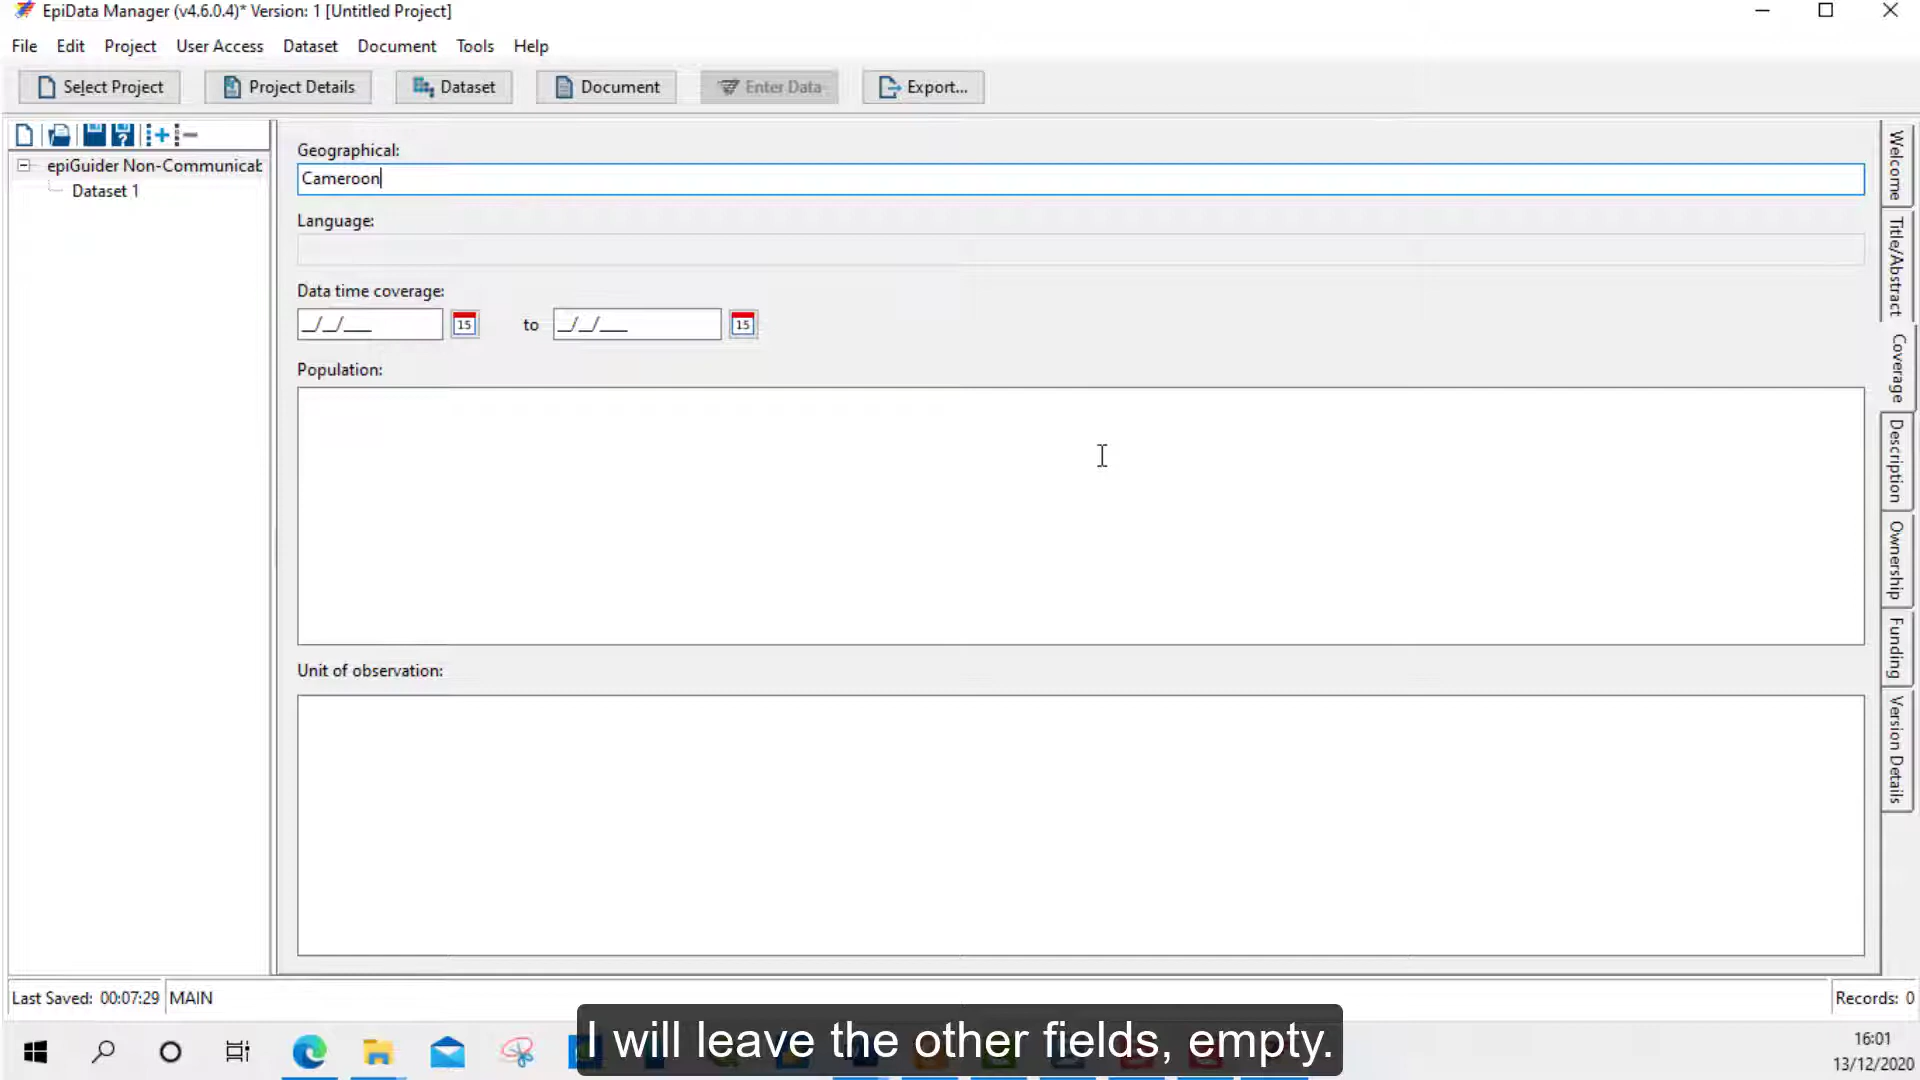 EpiData Manager (v4.6.0.4)* Version: 1 [Untitled Project]
File Edit Project User Access Dataset Document Tools Help
Select Project Project Details Dataset Document Enter Data Export...
epiGuider Non-Communicab
Dataset 1
Geographical:
Cameroon
Language:
Data time coverage:
__/__/____ 15 to __/__/____ 15
Population:
Unit of observation:
Welcome
Title/Abstract
Coverage
Description
Ownership
Funding
Version Details
Last Saved: 00:07:29 MAIN Records: 0
I will leave the other fields, empty.
16:01
13/12/2020